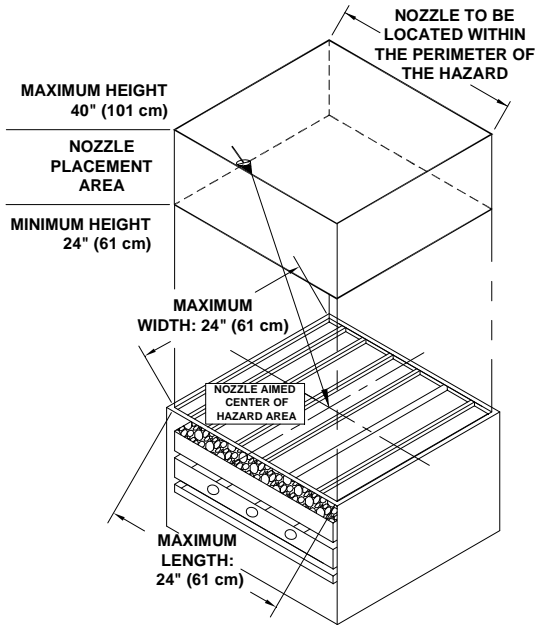 NOZZLE TO BE
LOCATED WITHIN
THE PERIMETER OF
THE HAZARD
MAXIMUM HEIGHT
40" (101 cm)
NOZZLE
PLACEMENT
AREA
MINIMUM HEIGHT
24" (61 cm)
MAXIMUM
WIDTH: 24" (61 cm)
NOZZLE AIMED
CENTER OF
HAZARD AREA
MAXIMUM
LENGTH:
24" (61 cm)